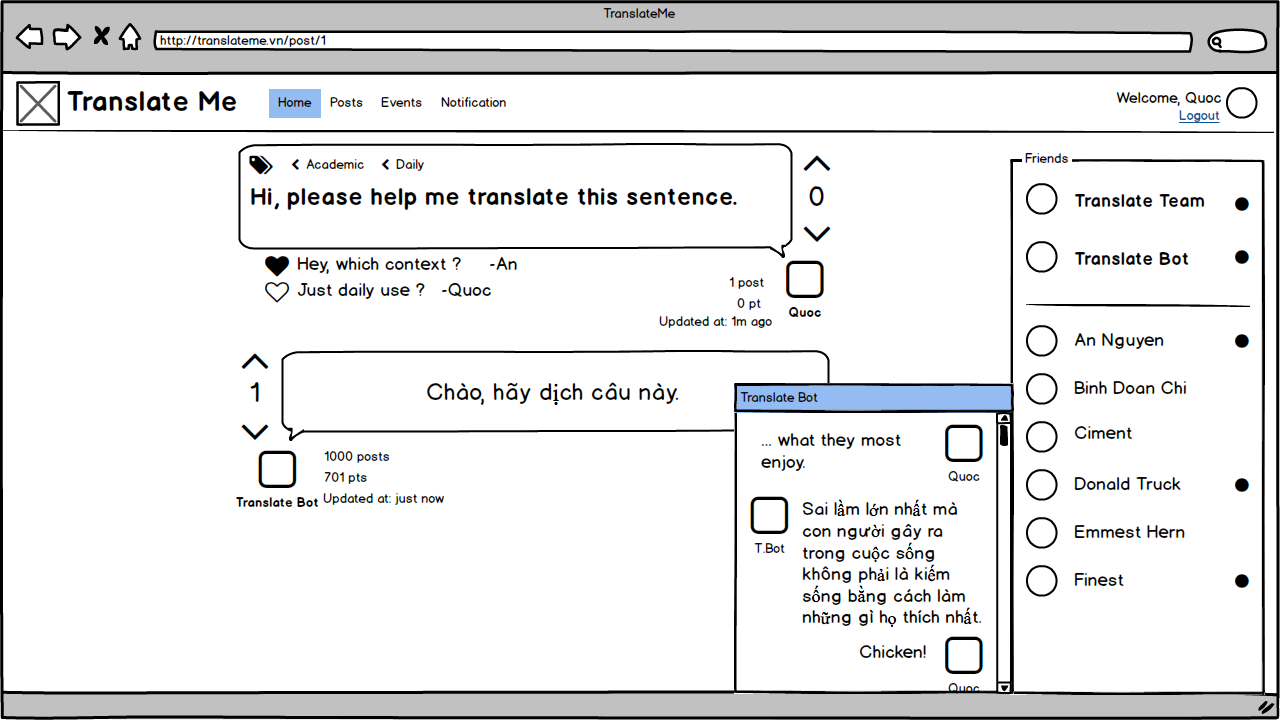 TranslateMe
http://translateme.vn/post/1
Translate Me
Home Posts Events Notification
Welcome, Quoc
Logout
Academic Daily
Hi, please help me translate this sentence.
0
Hey, which context ? -An
Just daily use ? -Quoc
1 post
0 pt
Updated at: 1m ago
Quoc
1
Chào, hãy dịch câu này.
1000 posts
701 pts
Updated at: just now
Translate Bot
Translate Bot
... what they most
enjoy.
Quoc
Sai lầm lớn nhất mà
con người gây ra
trong cuộc sống
không phải là kiếm
sống bằng cách làm
những gì họ thích nhất.
T.Bot
Chicken!
Quoc
Friends
Translate Team
Translate Bot
An Nguyen
Binh Doan Chi
Ciment
Donald Truck
Emmest Hern
Finest